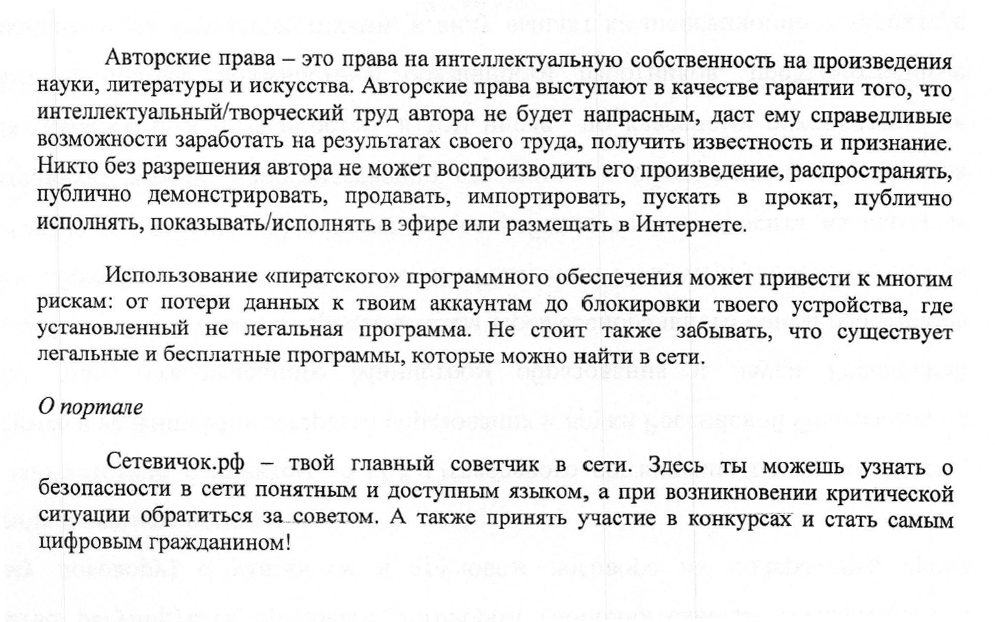 Авторские права – это права на интеллектуальную собственность на произведения
науки, литературы и искусства. Авторские права выступают в качестве гарантии того, что
интеллектуальный/творческий труд автора не будет напрасным, даст ему справедливые
возможности заработать на результатах своего труда, получить известность и признание.
Никто без разрешения автора не может воспроизводить его произведение, распространять,
публично демонстрировать, продавать, импортировать, пускать в прокат, публично
исполнять, показывать/исполнять в эфире или размещать в Интернете.
Использование «пиратского» программного обеспечения может привести к многим
рискам: от потери данных к твоим аккаунтам до блокировки твоего устройства, где
установленный не легальная программа. Не стоит также забывать, что существует
легальные и бесплатные программы, которые можно найти в сети.
О портале
Сетевичок.рф – твой главный советчик в сети. Здесь ты можешь узнать о
безопасности в сети понятным и доступным языком, а при возникновении критической
ситуации обратиться за советом. А также принять участие в конкурсах и стать самым
цифровым гражданином!